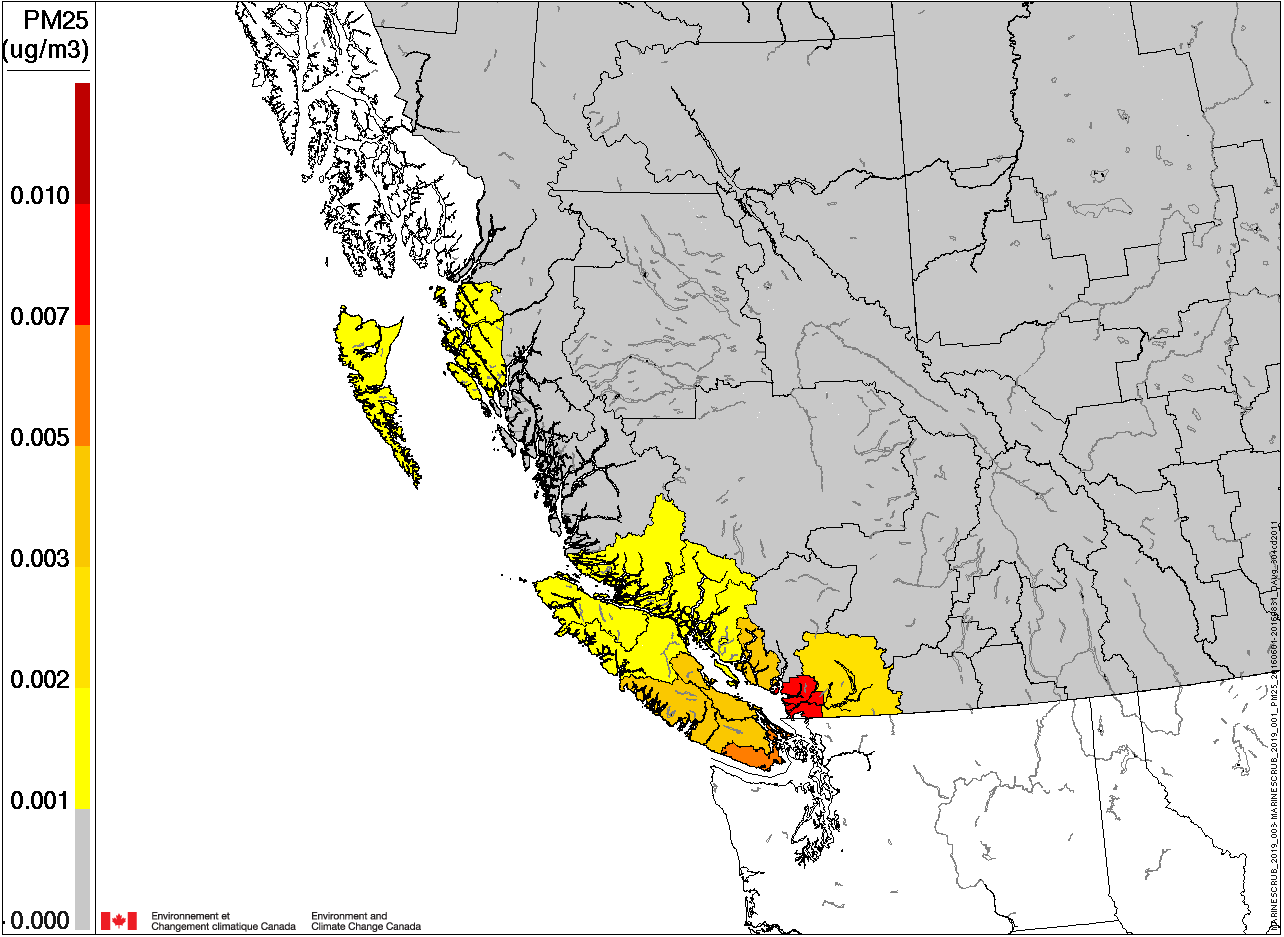 PM25
(ug/m3)
0.010
0.007
0.005
0.003
0.002
0.001
0.000
Environnement et
Changement climatique Canada
Environment and
Climate Change Canada